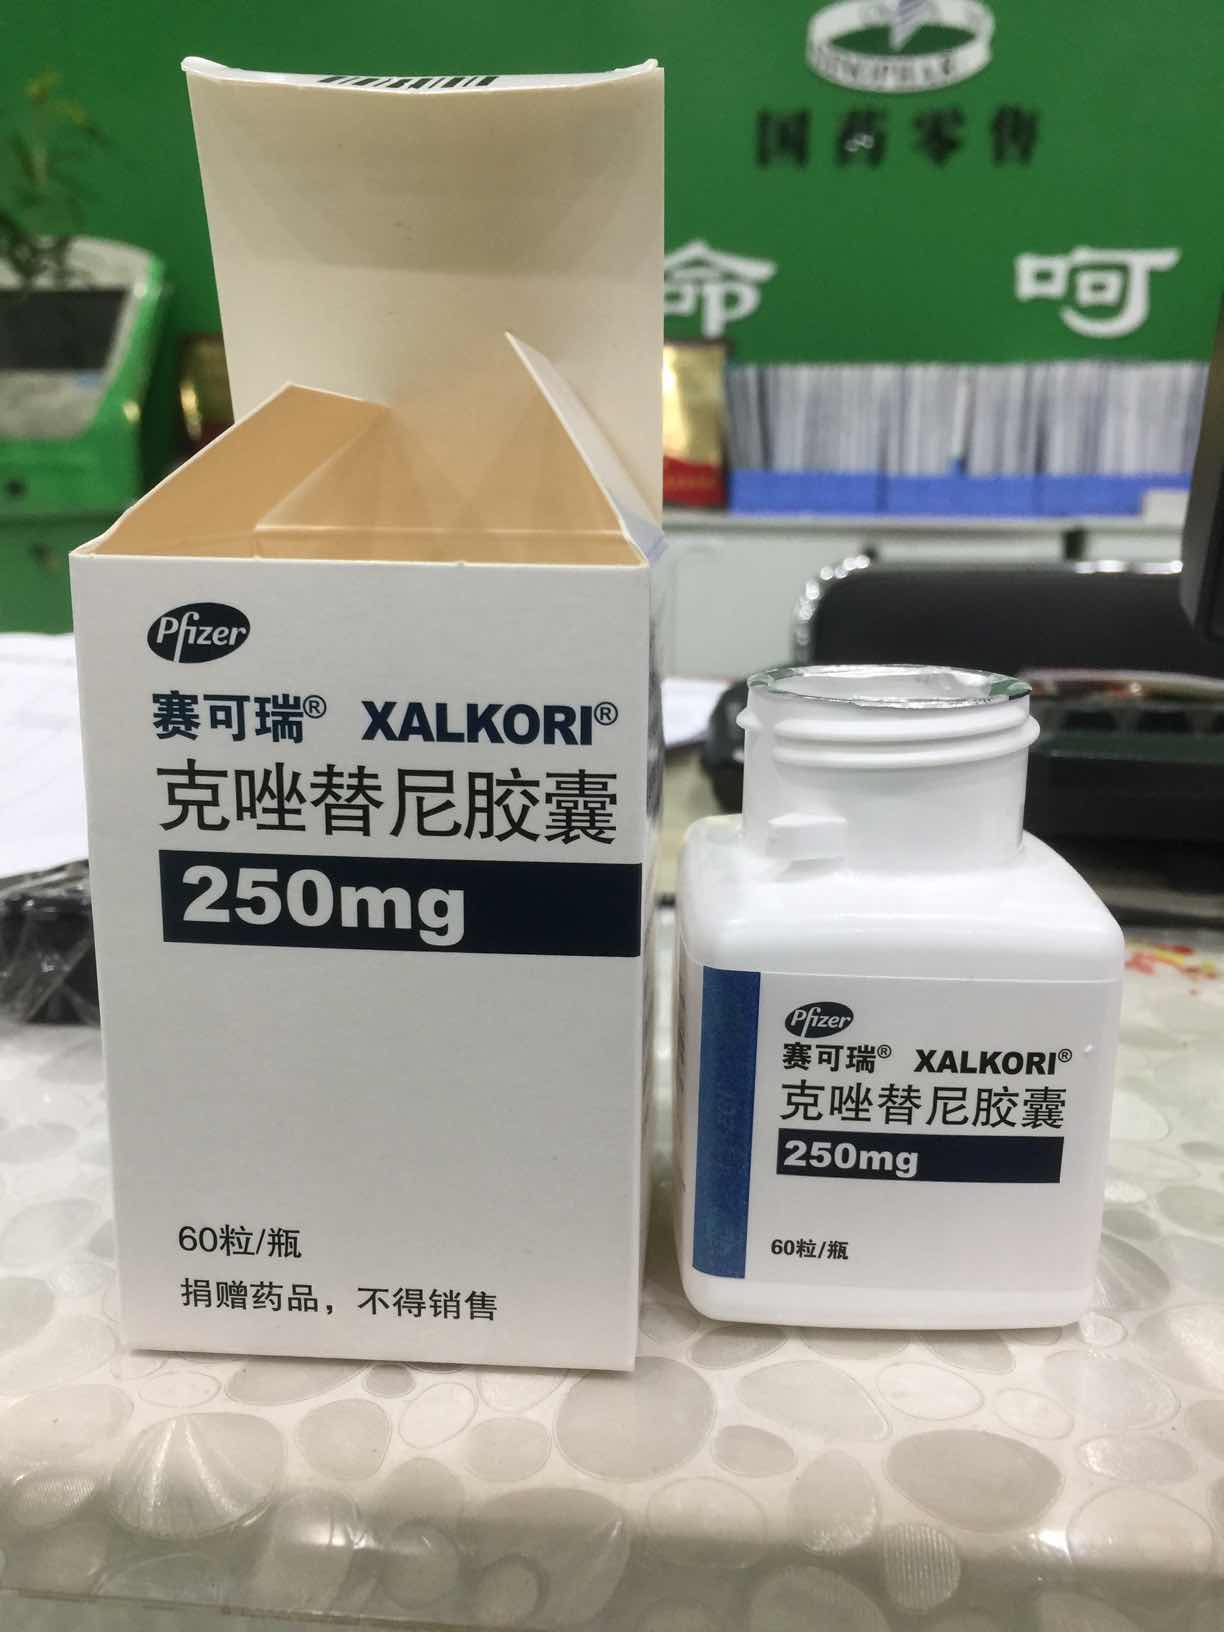 国药零售
命 呵
Pfizer
赛可瑞® XALKORI®
克唑替尼胶囊
250mg
60粒/瓶
捐赠药品，不得销售
Pfizer
赛可瑞® XALKORI®
克唑替尼胶囊
250mg
60粒/瓶